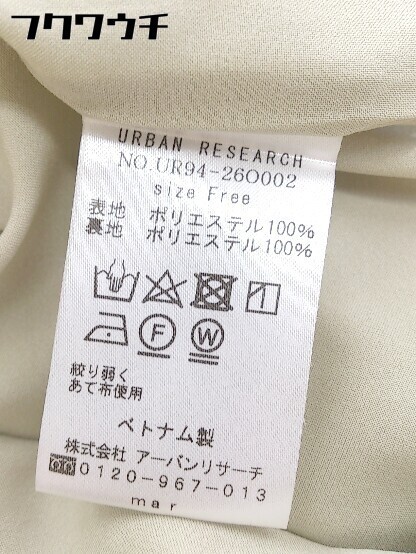 フクワウチ
URBAN RESEARCH
NO.UR94-26O002
size Free
表地 ポリエステル100%
裏地 ポリエステル100%
F W
絞り弱く
あて布使用
ベトナム製
株式会社 アーバンリサーチ
0120-967-013
mar